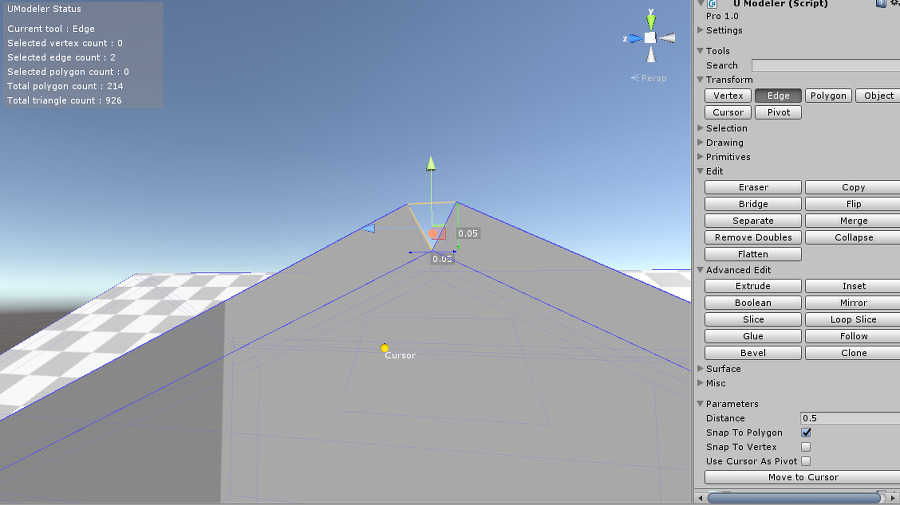 UModeler Status
Current tool : Edge
Selected vertex count : 0
Selected edge count : 2
Selected polygon count : 0
Total polygon count : 214
Total triangle count : 926
y
z
Persp
0.05
0.05
Cursor
U Modeler (Script)
Pro 1.0
Settings
Tools
Search
Transform
Vertex Edge Polygon Object
Cursor Pivot
Selection
Drawing
Primitives
Edit
Eraser Copy
Bridge Flip
Separate Merge
Remove Doubles Collapse
Flatten
Advanced Edit
Extrude Inset
Boolean Mirror
Slice Loop Slice
Glue Follow
Bevel Clone
Surface
Misc
Parameters
Distance 0.5
Snap To Polygon
Snap To Vertex
Use Cursor As Pivot
Move to Cursor